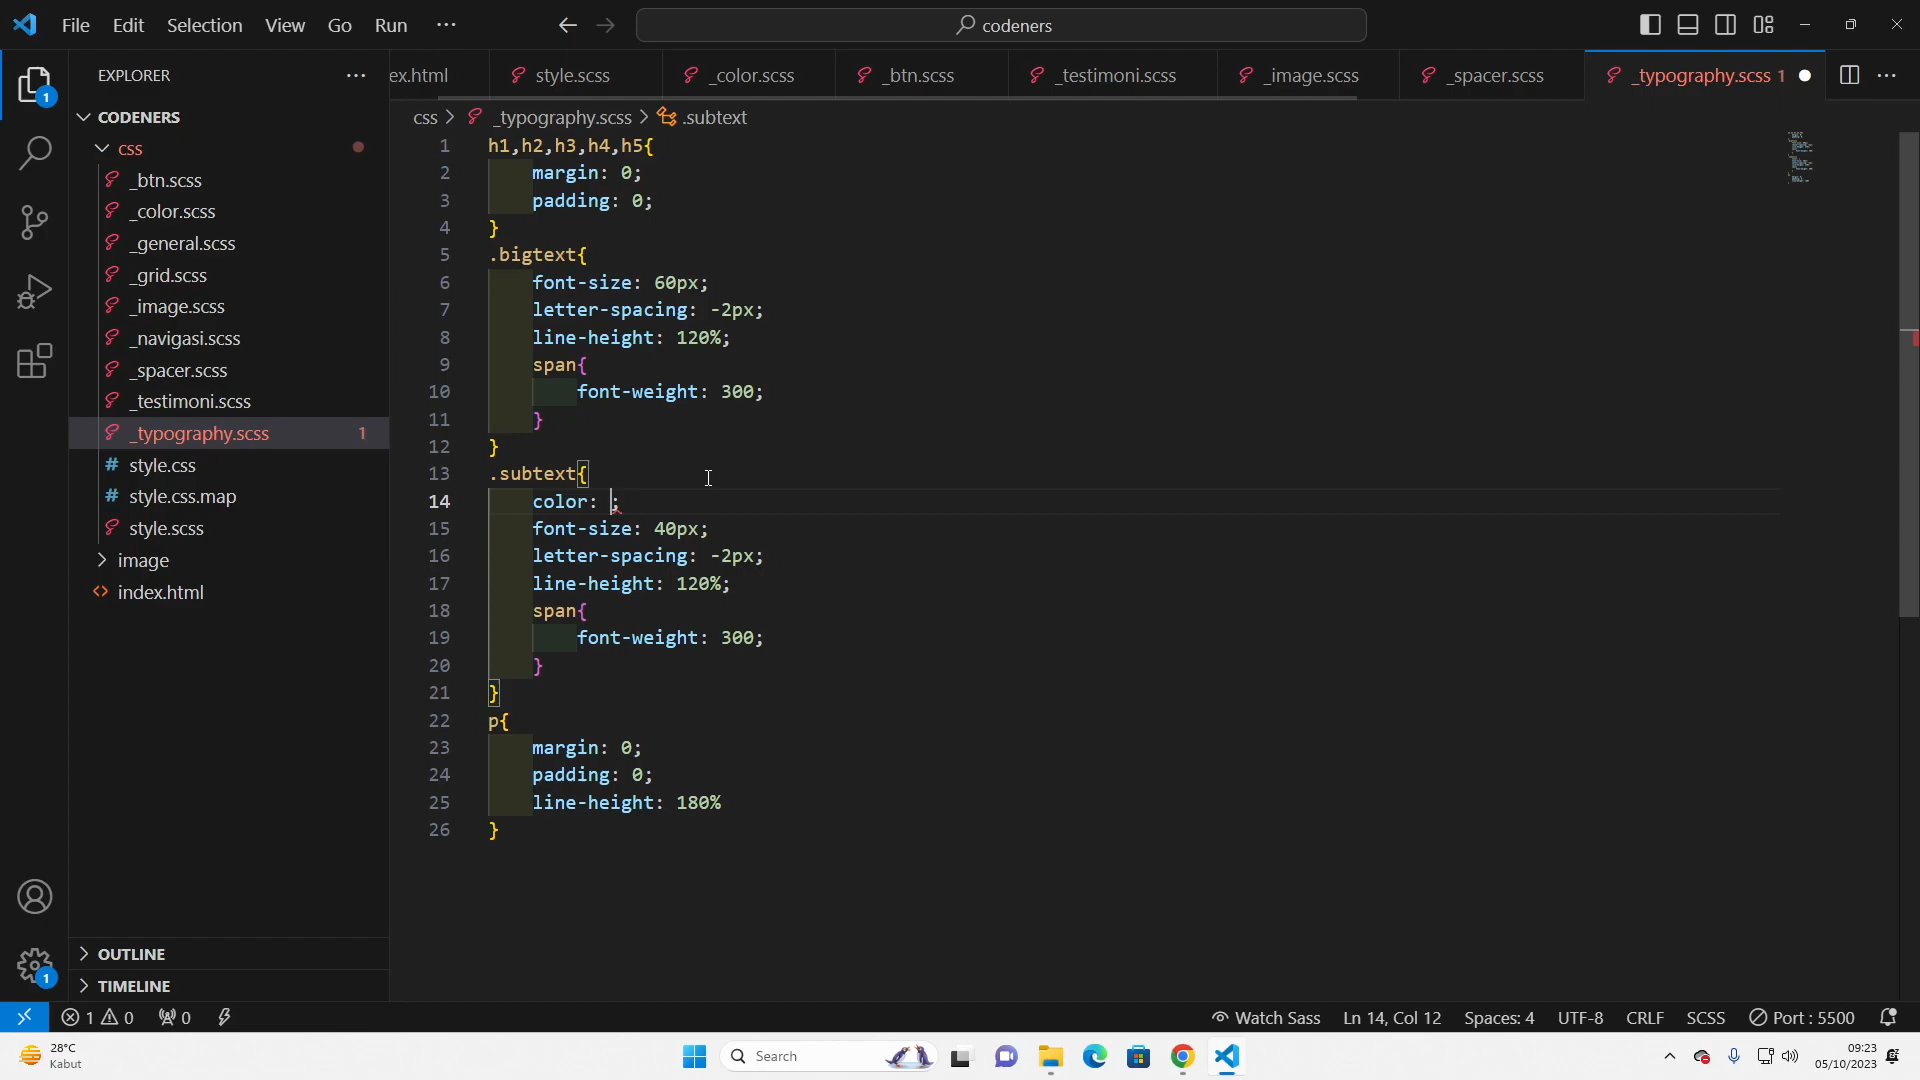 File Edit Selection View Go Run ···
codeners
EXPLORER ···
ex.html style.scss _color.scss _btn.scss _testimoni.scss _image.scss _spacer.scss _typography.scss 1 ···
CODENERS
css > _typography.scss > .subtext
css
_btn.scss
_color.scss
_general.scss
_grid.scss
_image.scss
_navigasi.scss
_spacer.scss
_testimoni.scss
_typography.scss 1
style.css
style.css.map
style.scss
image
index.html
1
1 h1,h2,h3,h4,h5{
2 margin: 0;
3 padding: 0;
4 }
5 .bigtext{
6 font-size: 60px;
7 letter-spacing: -2px;
8 line-height: 120%;
9 span{
10 font-weight: 300;
11 }
12 }
13 .subtext{
14 color: ;
15 font-size: 40px;
16 letter-spacing: -2px;
17 line-height: 120%;
18 span{
19 font-weight: 300;
20 }
21 }
22 p{
23 margin: 0;
24 padding: 0;
25 line-height: 180%
26 }
OUTLINE
TIMELINE
1
1 0 0 Watch Sass Ln 14, Col 12 Spaces: 4 UTF-8 CRLF SCSS Port : 5500
28°C
Kabut
Search
09:23
05/10/2023